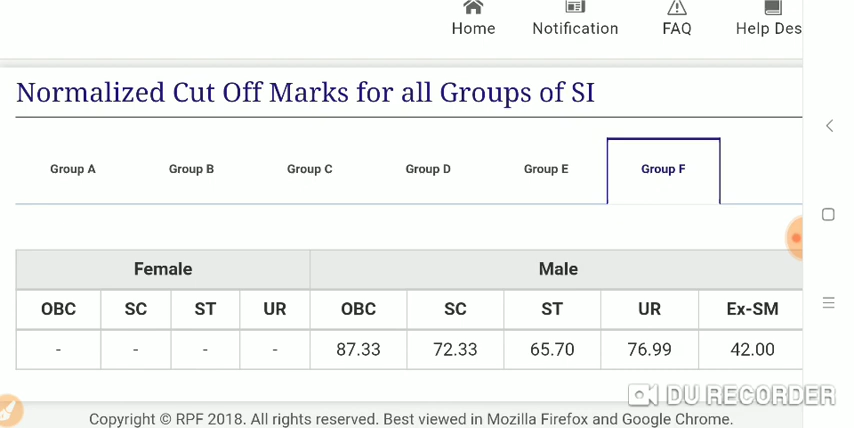 Home Notification FAQ Help Des
Normalized Cut Off Marks for all Groups of SI
Group A Group B Group C Group D Group E Group F
Female Male
OBC SC ST UR OBC SC ST UR Ex-SM
- - - - 87.33 72.33 65.70 76.99 42.00
DU RECORDER
Copyright © RPF 2018. All rights reserved. Best viewed in Mozilla Firefox and Google Chrome.